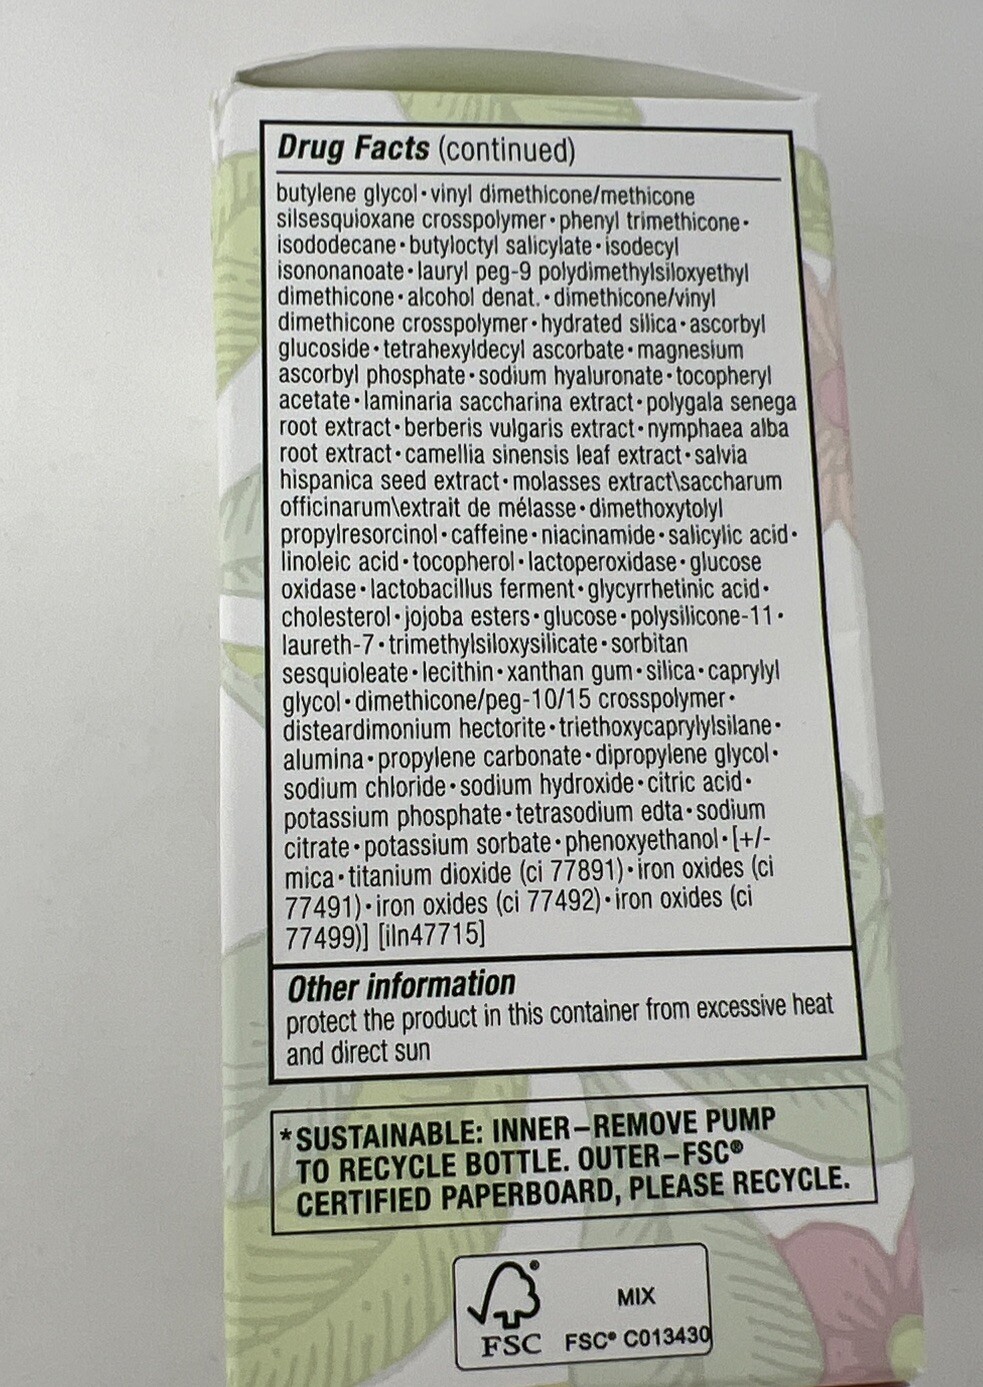 Drug Facts (continued)
butylene glycol • vinyl dimethicone/methicone
silsesquioxane crosspolymer • phenyl trimethicone •
isododecane • butyloctyl salicylate • isodecyl
isononanoate • lauryl peg-9 polydimethylsiloxyethyl
dimethicone • alcohol denat. • dimethicone/vinyl
dimethicone crosspolymer • hydrated silica • ascorbyl
glucoside • tetrahexyldecyl ascorbate • magnesium
ascorbyl phosphate • sodium hyaluronate • tocopheryl
acetate • laminaria saccharina extract • polygala senega
root extract • berberis vulgaris extract • nymphaea alba
root extract • camellia sinensis leaf extract • salvia
hispanica seed extract • molasses extract\saccharum
officinarum\extrait de mélasse • dimethoxytolyl
propylresorcinol • caffeine • niacinamide • salicylic acid •
linoleic acid • tocopherol • lactoperoxidase • glucose
oxidase • lactobacillus ferment • glycyrrhetinic acid •
cholesterol • jojoba esters • glucose • polysilicone-11 •
laureth-7 • trimethylsiloxysilicate • sorbitan
sesquioleate • lecithin • xanthan gum • silica • caprylyl
glycol • dimethicone/peg-10/15 crosspolymer •
disteardimonium hectorite • triethoxycaprylylsilane •
alumina • propylene carbonate • dipropylene glycol •
sodium chloride • sodium hydroxide • citric acid •
potassium phosphate • tetrasodium edta • sodium
citrate • potassium sorbate • phenoxyethanol • [+/-
mica • titanium dioxide (ci 77891) • iron oxides (ci
77491) • iron oxides (ci 77492) • iron oxides (ci
77499)] [iln47715]
Other information
protect the product in this container from excessive heat
and direct sun
*SUSTAINABLE: INNER–REMOVE PUMP
TO RECYCLE BOTTLE. OUTER–FSC®
CERTIFIED PAPERBOARD, PLEASE RECYCLE.
MIX
FSC FSC® C013430